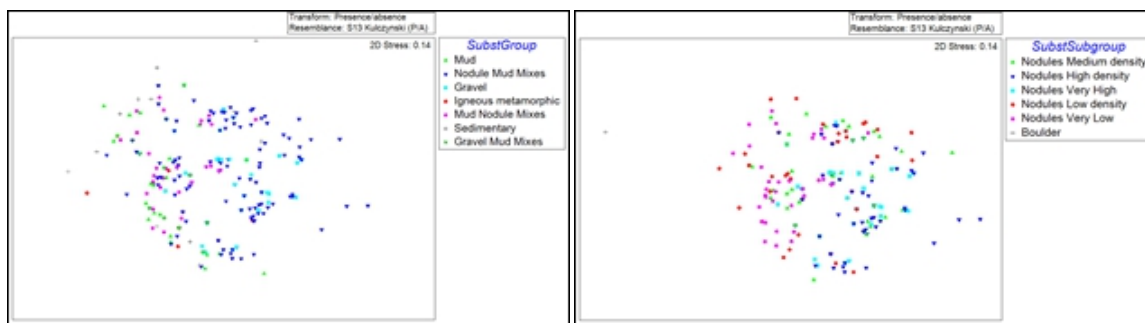 Transform: Presence/absence
Resemblance: S13 Kulczynski (P/A)
2D Stress: 0.14
SubstGroup
Mud
Nodule Mud Mixes
Gravel
Igneous metamorphic
Mud Nodule Mixes
Sedimentary
Gravel Mud Mixes
Transform: Presence/absence
Resemblance: S13 Kulczynski (P/A)
2D Stress: 0.14
SubstSubgroup
Nodules Medium density
Nodules High density
Nodules Very High
Nodules Low density
Nodules Very Low
Boulder